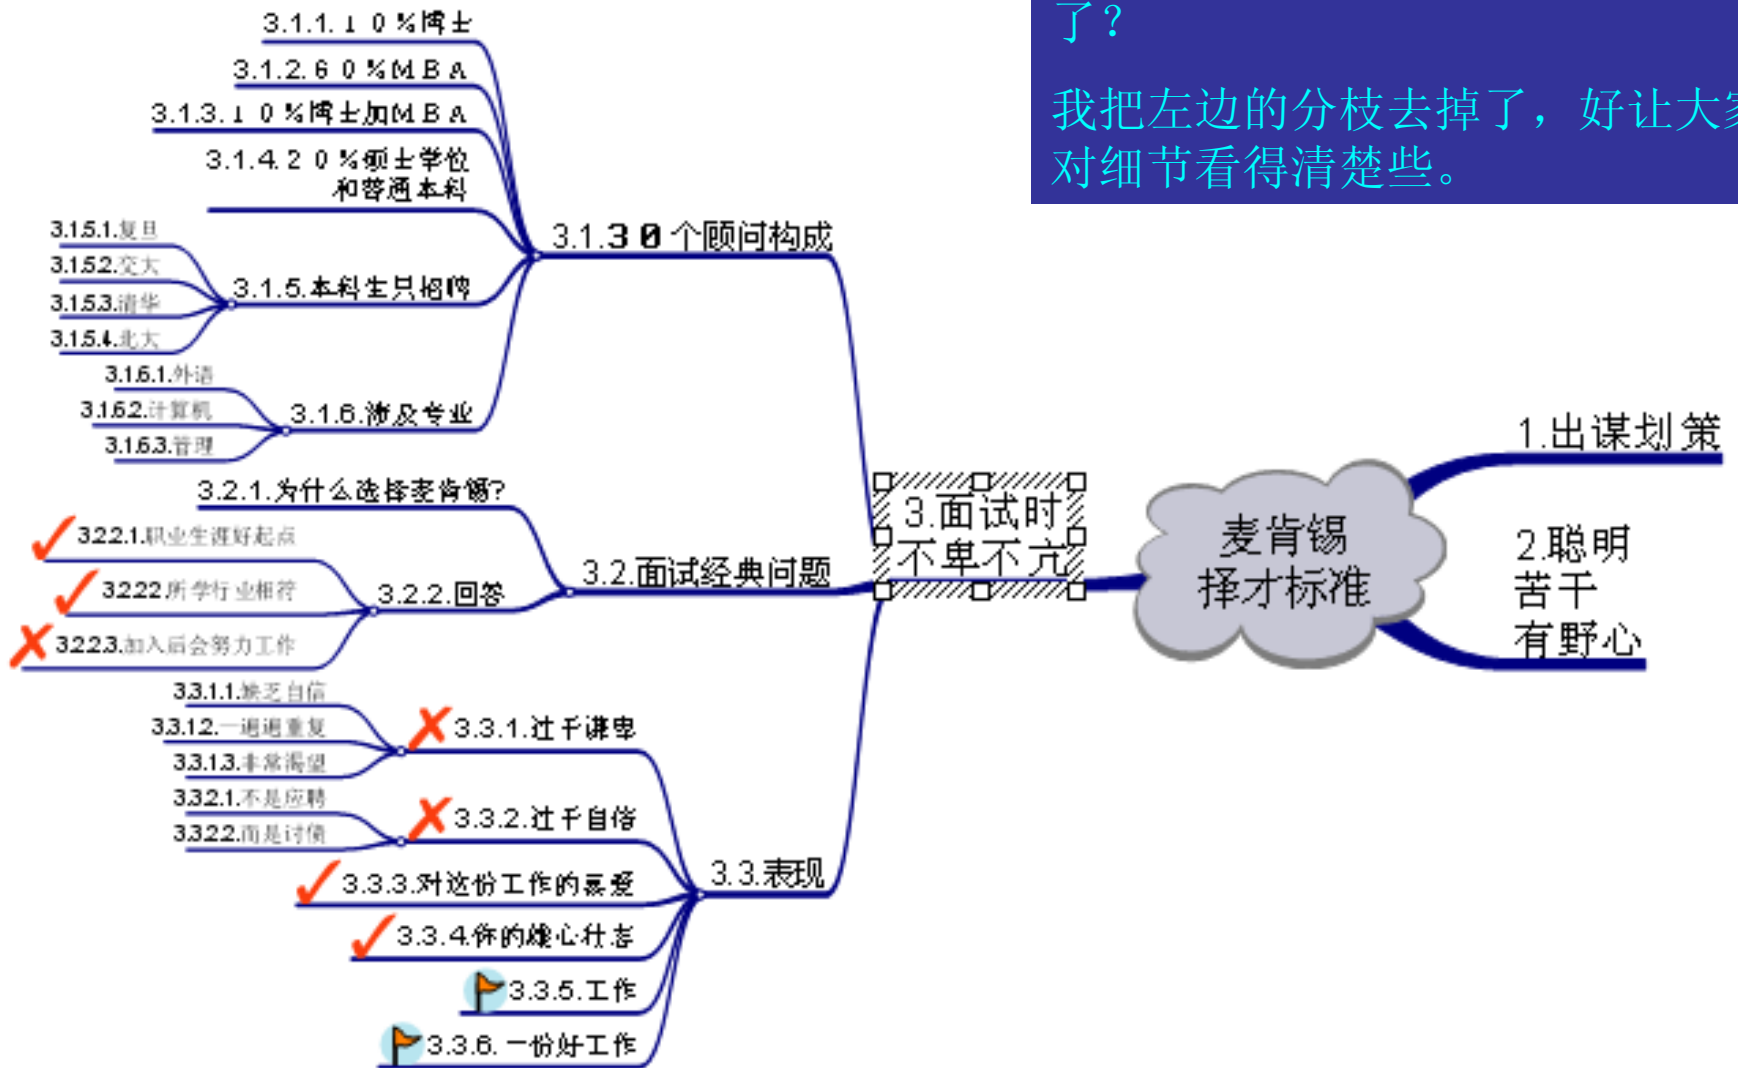 了？
我把左边的分枝去掉了，好让大家
对细节看得清楚些。
3.1.1.１０％博士
3.1.2.６０％ＭＢＡ
3.1.3.１０％博士加ＭＢＡ
3.1.4.２０％硕士学位
和普通本科
3.1.３０个顾问构成
3.1.5.1.复旦
3.1.5.2.交大
3.1.5.3.清华
3.1.5.4.北大
3.1.5.本科生只招聘
3.1.6.1.外语
3.1.6.2.计算机
3.1.6.3.管理
3.1.6.涉及专业
3.2.1.为什么选择麦肯锡?
3.2.2.1.职业生涯好起点
3.2.2.2.所学行业相符
3.2.2.3.加入后会努力工作
3.2.2.回答
3.2.面试经典问题
3.3.1.1.缺乏自信
3.3.1.2.一遍遍重复
3.3.1.3.非常渴望
3.3.1.过于谦卑
3.3.2.1.不是应聘
3.3.2.2.而是讨债
3.3.2.过于自信
3.3.3.对这份工作的喜爱
3.3.4.你的雄心壮志
3.3.5.工作
3.3.6.一份好工作
3.3.表现
3.面试时
不卑不亢
麦肯锡
择才标准
1.出谋划策
2.聪明
苦干
有野心